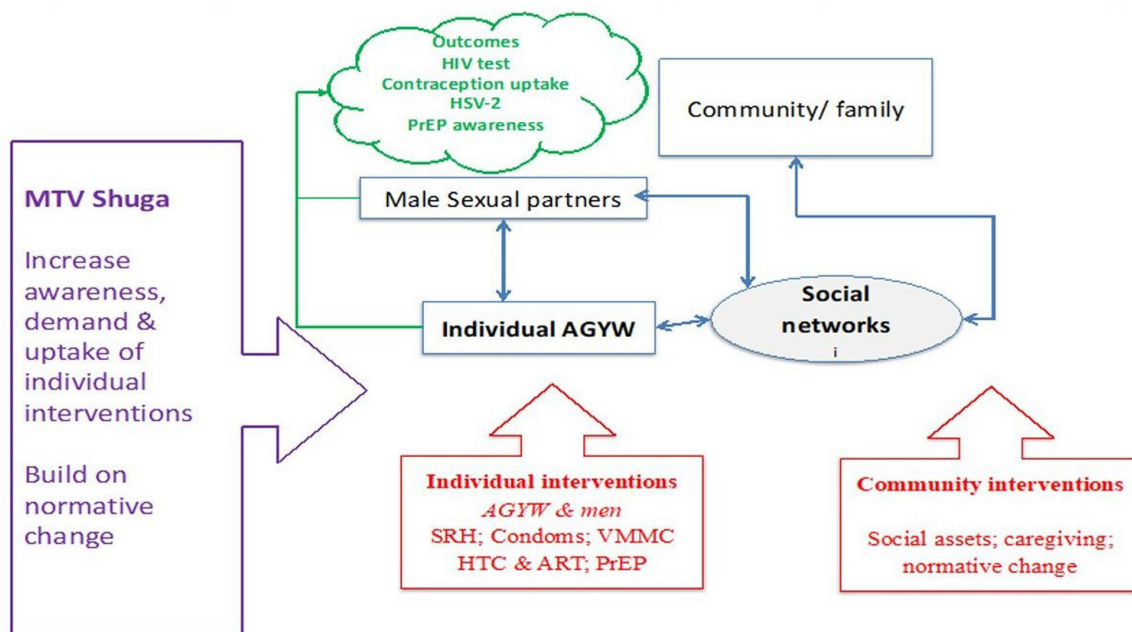 Outcomes
HIV test
Contraception uptake
HSV-2
PrEP awareness
Community/ family
MTV Shuga
Increase
awareness,
demand &
uptake of
individual
interventions
Build on
normative
change
Male Sexual partners
Individual AGYW
Social
networks
i
Individual interventions
AGYW & men
SRH; Condoms; VMMC
HTC & ART; PrEP
Community interventions
Social assets; caregiving;
normative change